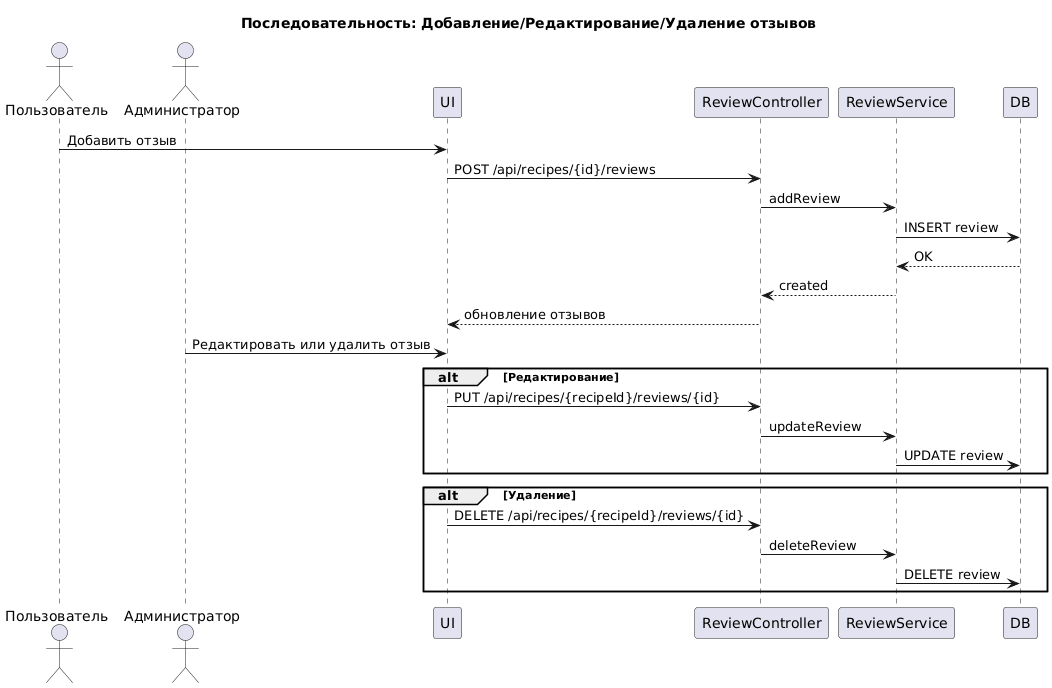 Последовательность: Добавление/Редактирование/Удаление отзывов
Пользователь
Администратор
UI
ReviewController
ReviewService
DB
Добавить отзыв
POST /api/recipes/{id}/reviews
addReview
INSERT review
OK
created
обновление отзывов
Редактировать или удалить отзыв
alt
[Редактирование]
PUT /api/recipes/{recipeId}/reviews/{id}
updateReview
UPDATE review
alt
[Удаление]
DELETE /api/recipes/{recipeId}/reviews/{id}
deleteReview
DELETE review
Пользователь
Администратор
UI
ReviewController
ReviewService
DB